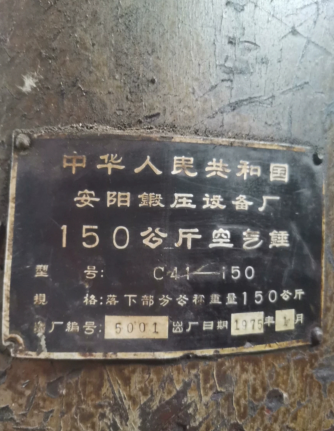 中华人民共和国
安阳锻压设备厂
150公斤空气锤
型号: C41—150
规格:落下部分公称重量150公斤
出厂编号: 5001 出厂日期 1975年1月